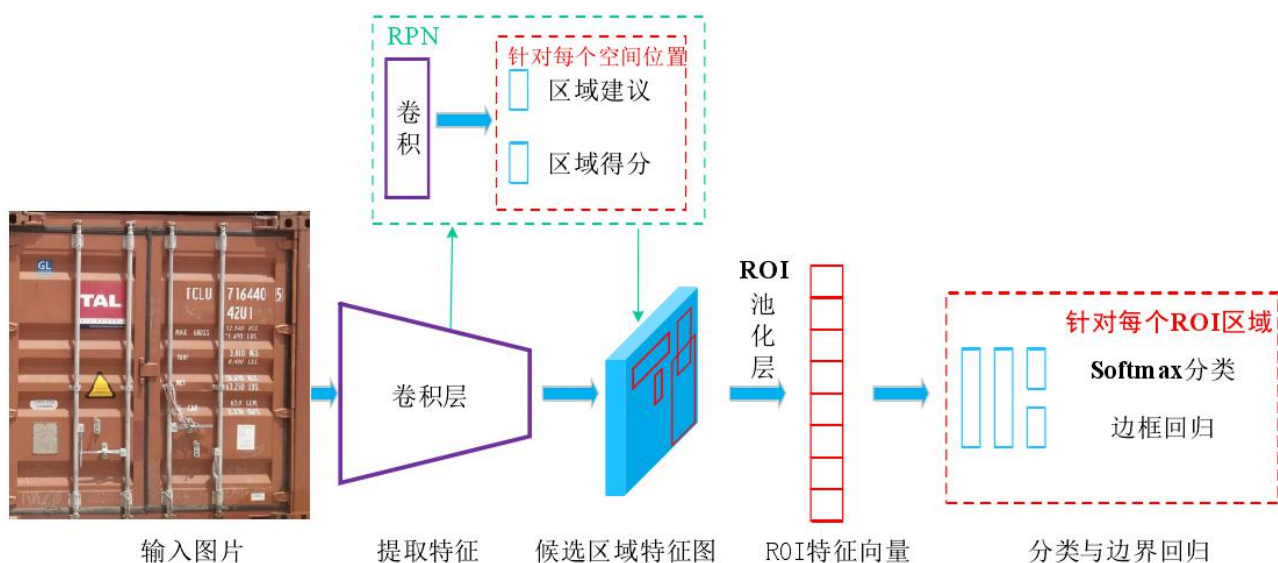 RPN
针对每个空间位置
卷积
区域建议
区域得分
GL
TAL
TCLU 716440 5
42U1
MAX GROSS
TARE
NET
卷积层
ROI
池化层
针对每个ROI区域
Softmax分类
边框回归
输入图片
提取特征
候选区域特征图
ROI特征向量
分类与边界回归